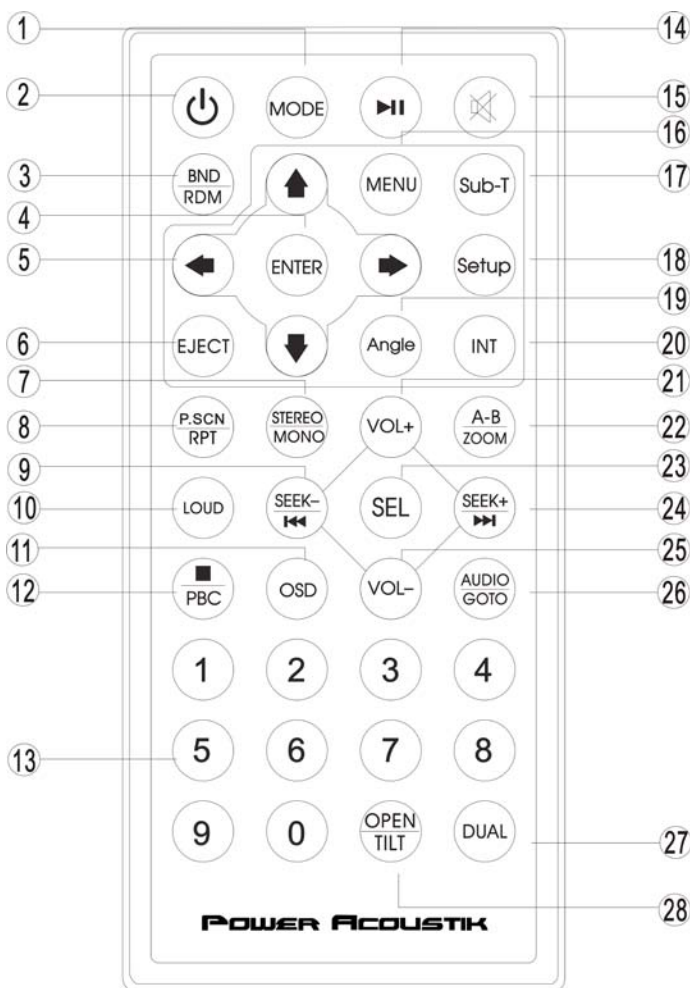 1
14
2
MODE
15
16
3
BND
RDM
MENU
Sub-T
17
4
5
ENTER
Setup
18
19
6
EJECT
Angle
INT
20
7
21
8
P.SCN
RPT
STEREO
MONO
VOL+
A-B
ZOOM
22
9
23
10
LOUD
SEEK–
SEL
SEEK+
24
11
25
12
PBC
OSD
VOL–
AUDIO
GOTO
26
1 2 3 4
13
5 6 7 8
9 0
OPEN
TILT
DUAL
27
28
POWER ACOUSTIK